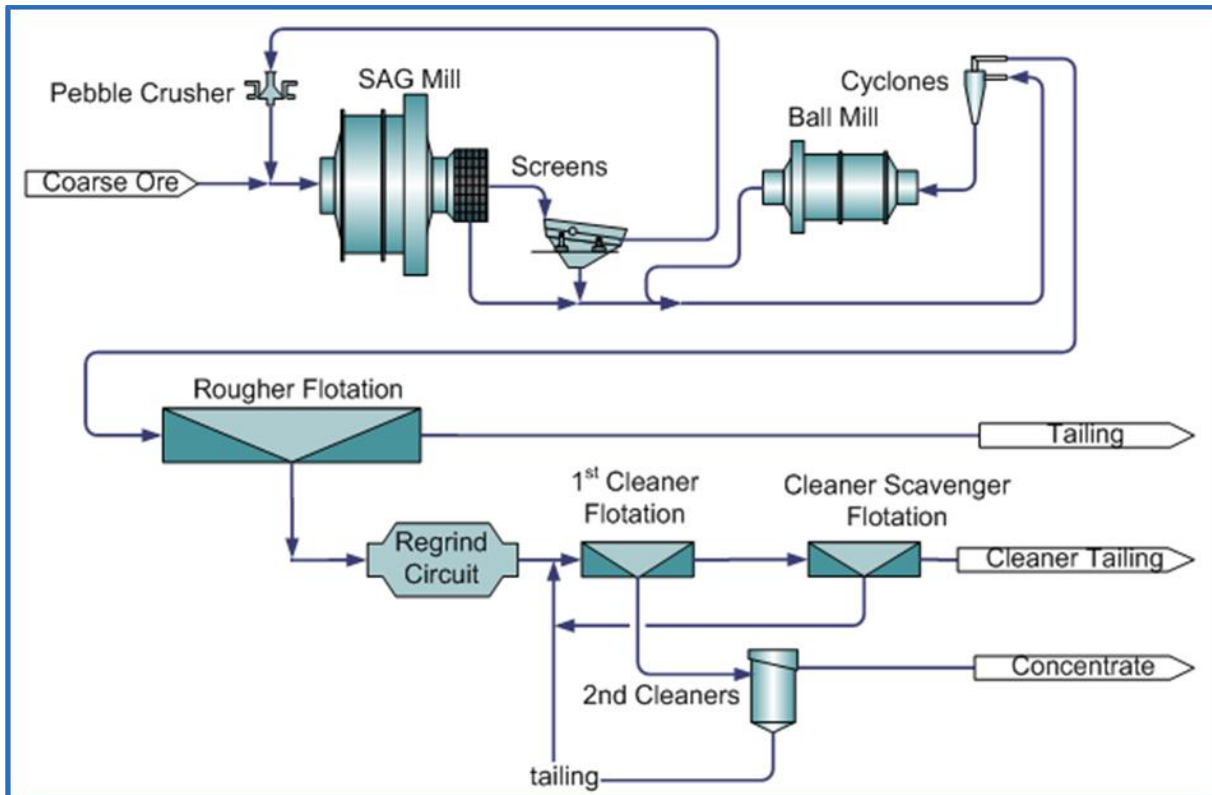 SAG Mill
Pebble Crusher
Cyclones
Ball Mill
Screens
Coarse Ore
Rougher Flotation
Tailing
1st Cleaner
Flotation
Cleaner Scavenger
Flotation
Regrind
Circuit
Cleaner Tailing
Concentrate
2nd Cleaners
tailing